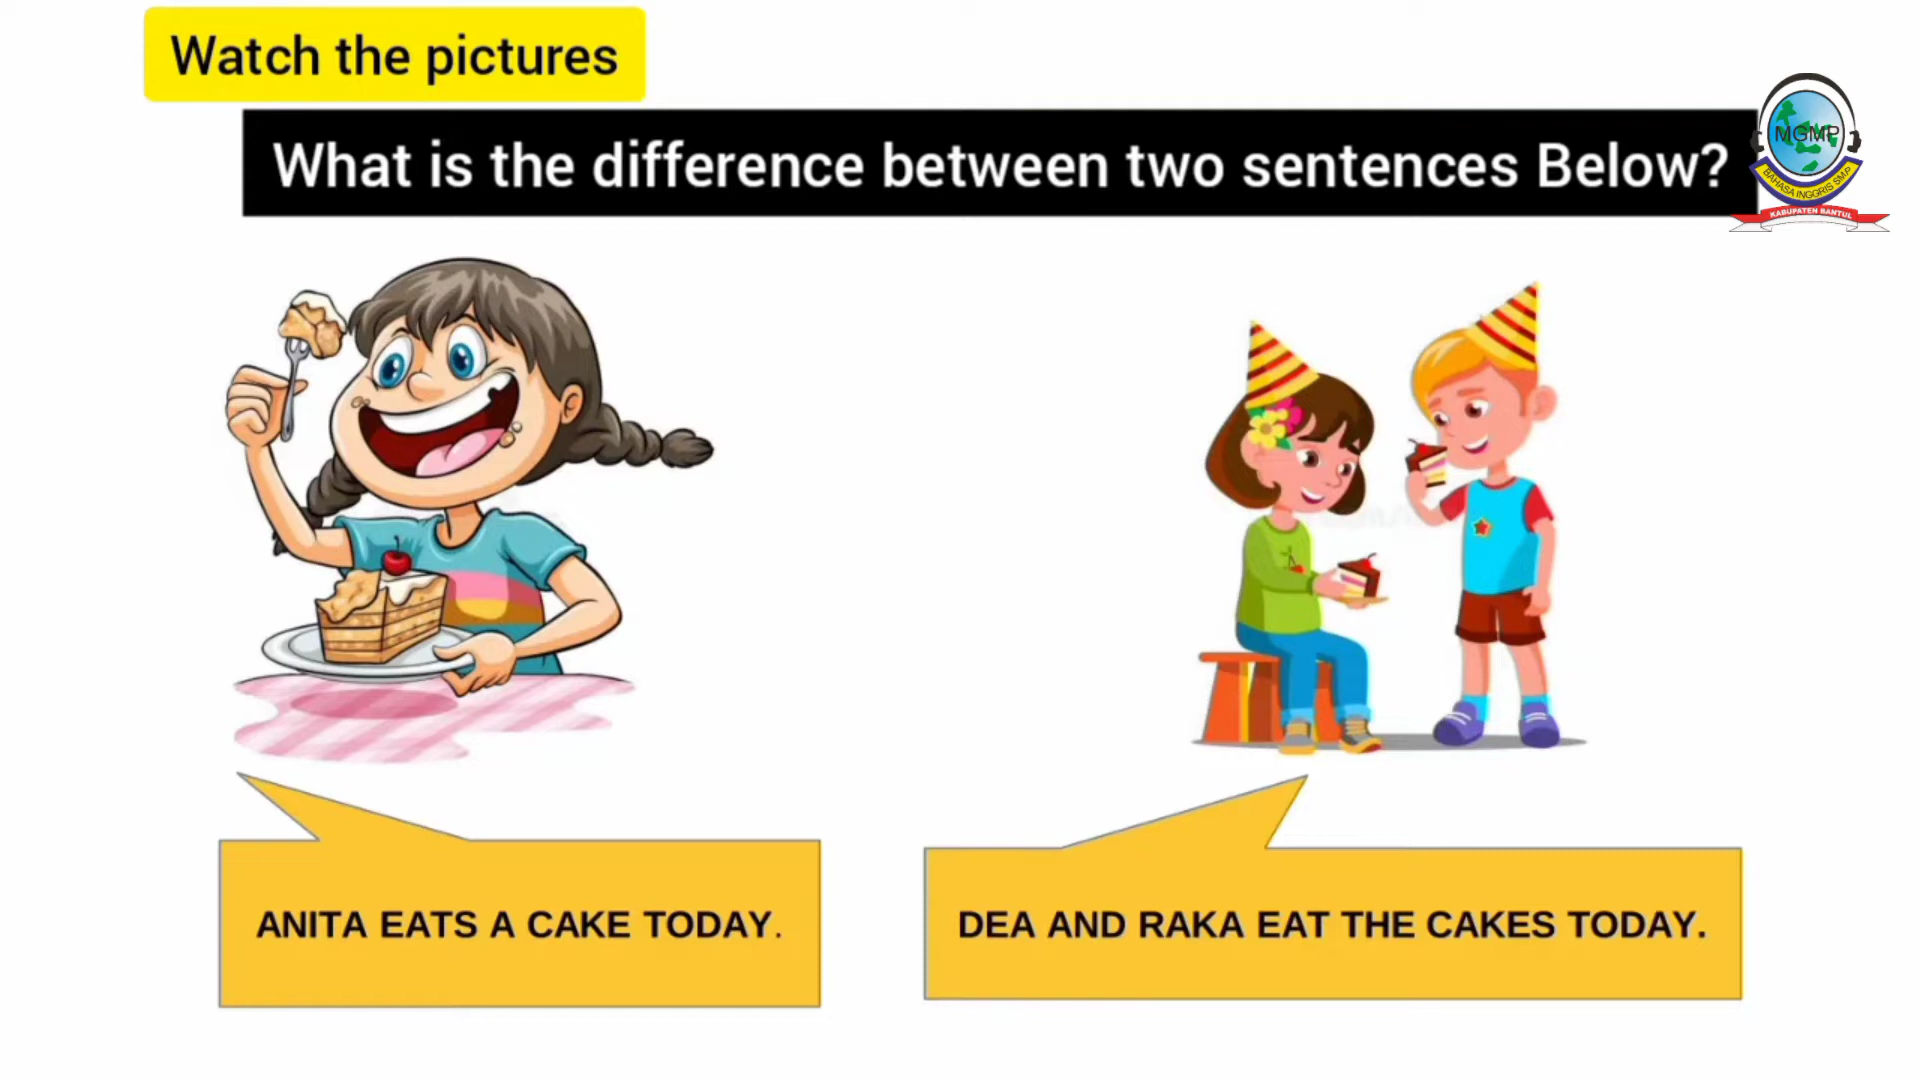 Watch the pictures
What is the difference between two sentences Below?
MGMP
BAHASA INGGRIS SMP
KABUPATEN BANTUL
ANITA EATS A CAKE TODAY.
DEA AND RAKA EAT THE CAKES TODAY.